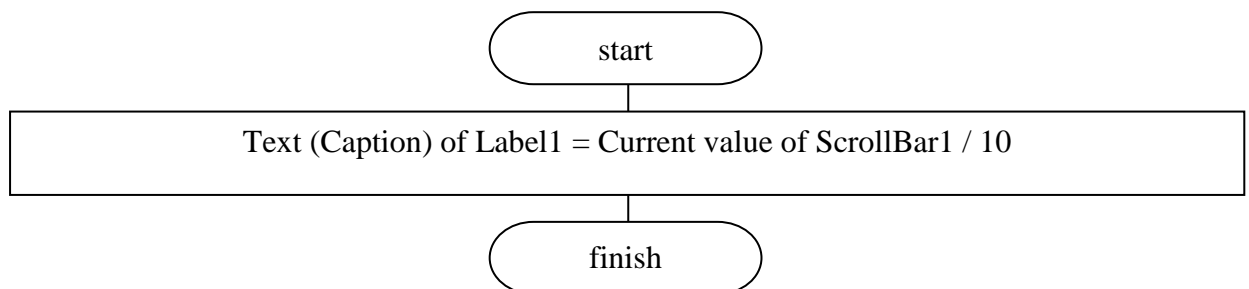 start
Text (Caption) of Label1 = Current value of ScrollBar1 / 10
finish